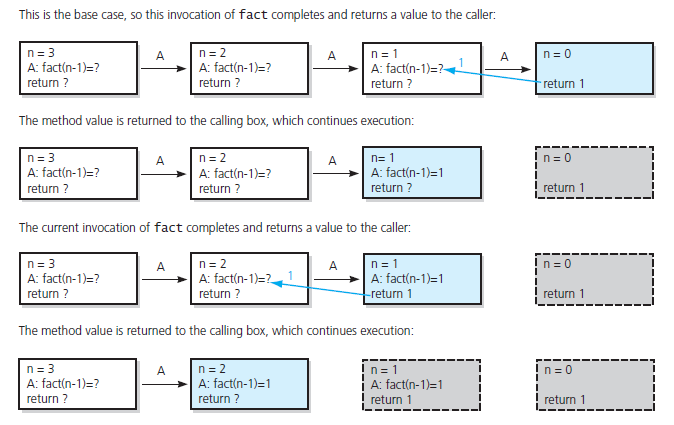 This is the base case, so this invocation of fact completes and returns a value to the caller:
n = 3 A n = 2 A n = 1 A n = 0
A: fact(n-1)=? A: fact(n-1)=? A: fact(n-1)=? 1
return ? return ? return ? return 1
The method value is returned to the calling box, which continues execution:
n = 3 A n = 2 A n= 1 n = 0
A: fact(n-1)=? A: fact(n-1)=? A: fact(n-1)=1
return ? return ? return ? return 1
The current invocation of fact completes and returns a value to the caller:
n = 3 A n = 2 A n = 1 n = 0
A: fact(n-1)=? A: fact(n-1)=? 1 A: fact(n-1)=1
return ? return ? return 1 return 1
The method value is returned to the calling box, which continues execution:
n = 3 A n = 2 n = 1 n = 0
A: fact(n-1)=? A: fact(n-1)=1 A: fact(n-1)=1
return ? return ? return 1 return 1